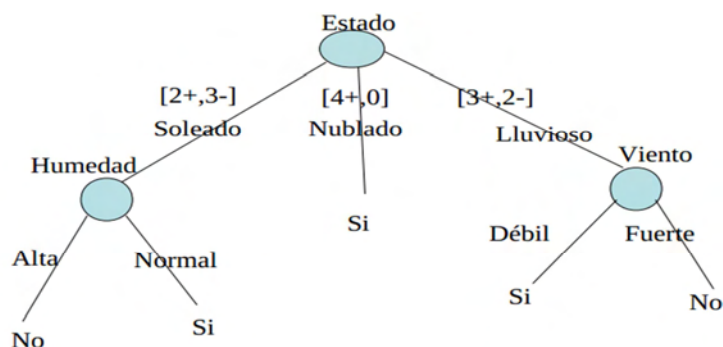 Estado
[2+,3-] [4+,0] [3+,2-]
Soleado Nublado Lluvioso
Humedad Viento
Alta Normal Si Débil Fuerte
No Si Si No